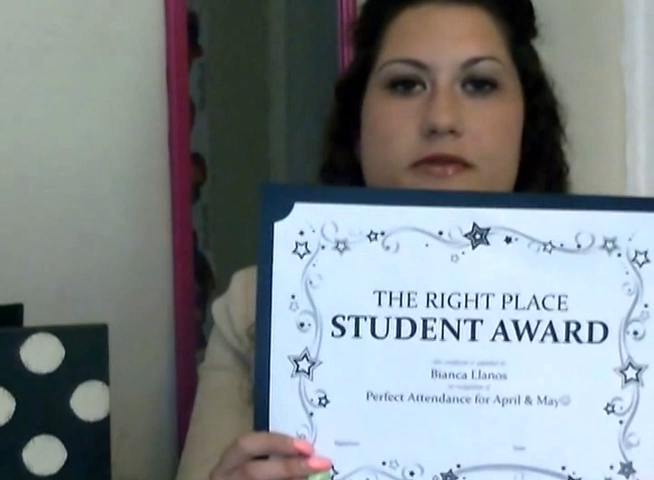 THE RIGHT PLACE
STUDENT AWARD
Bianca Llanos
Perfect Attendance for April & May☺